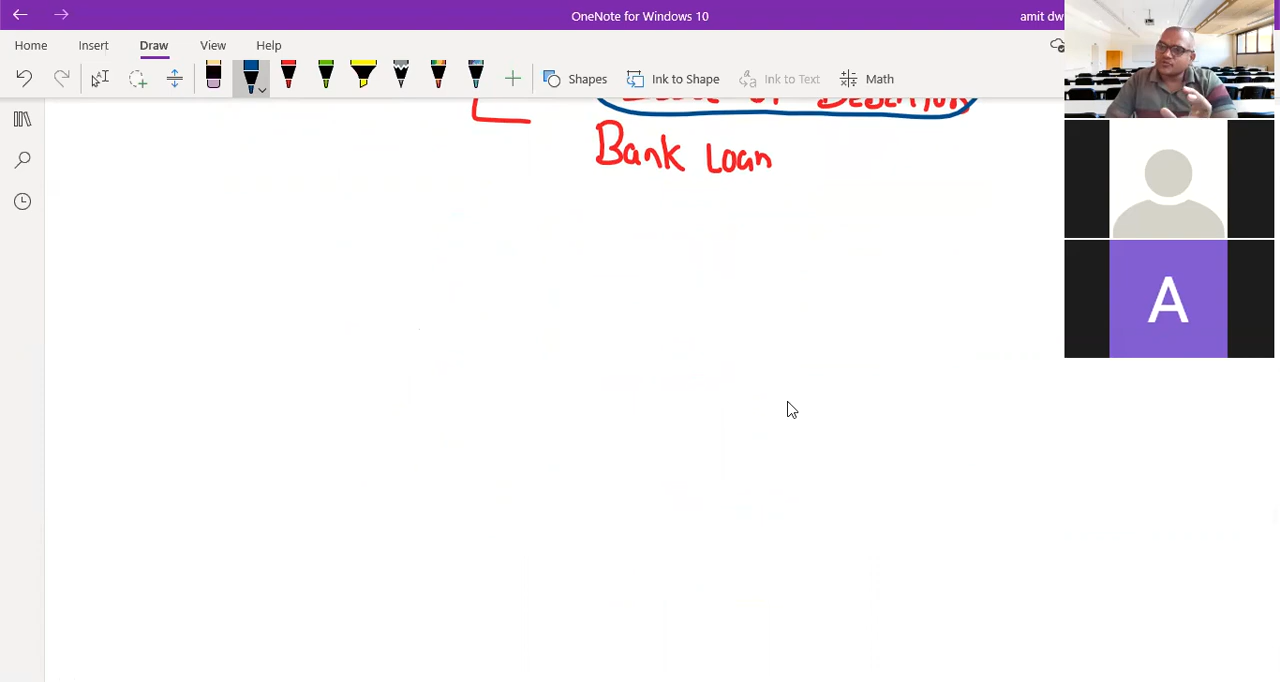 OneNote for Windows 10
amit dw
Home Insert Draw View Help
Shapes Ink to Shape Ink to Text Math
Bank Loan
A